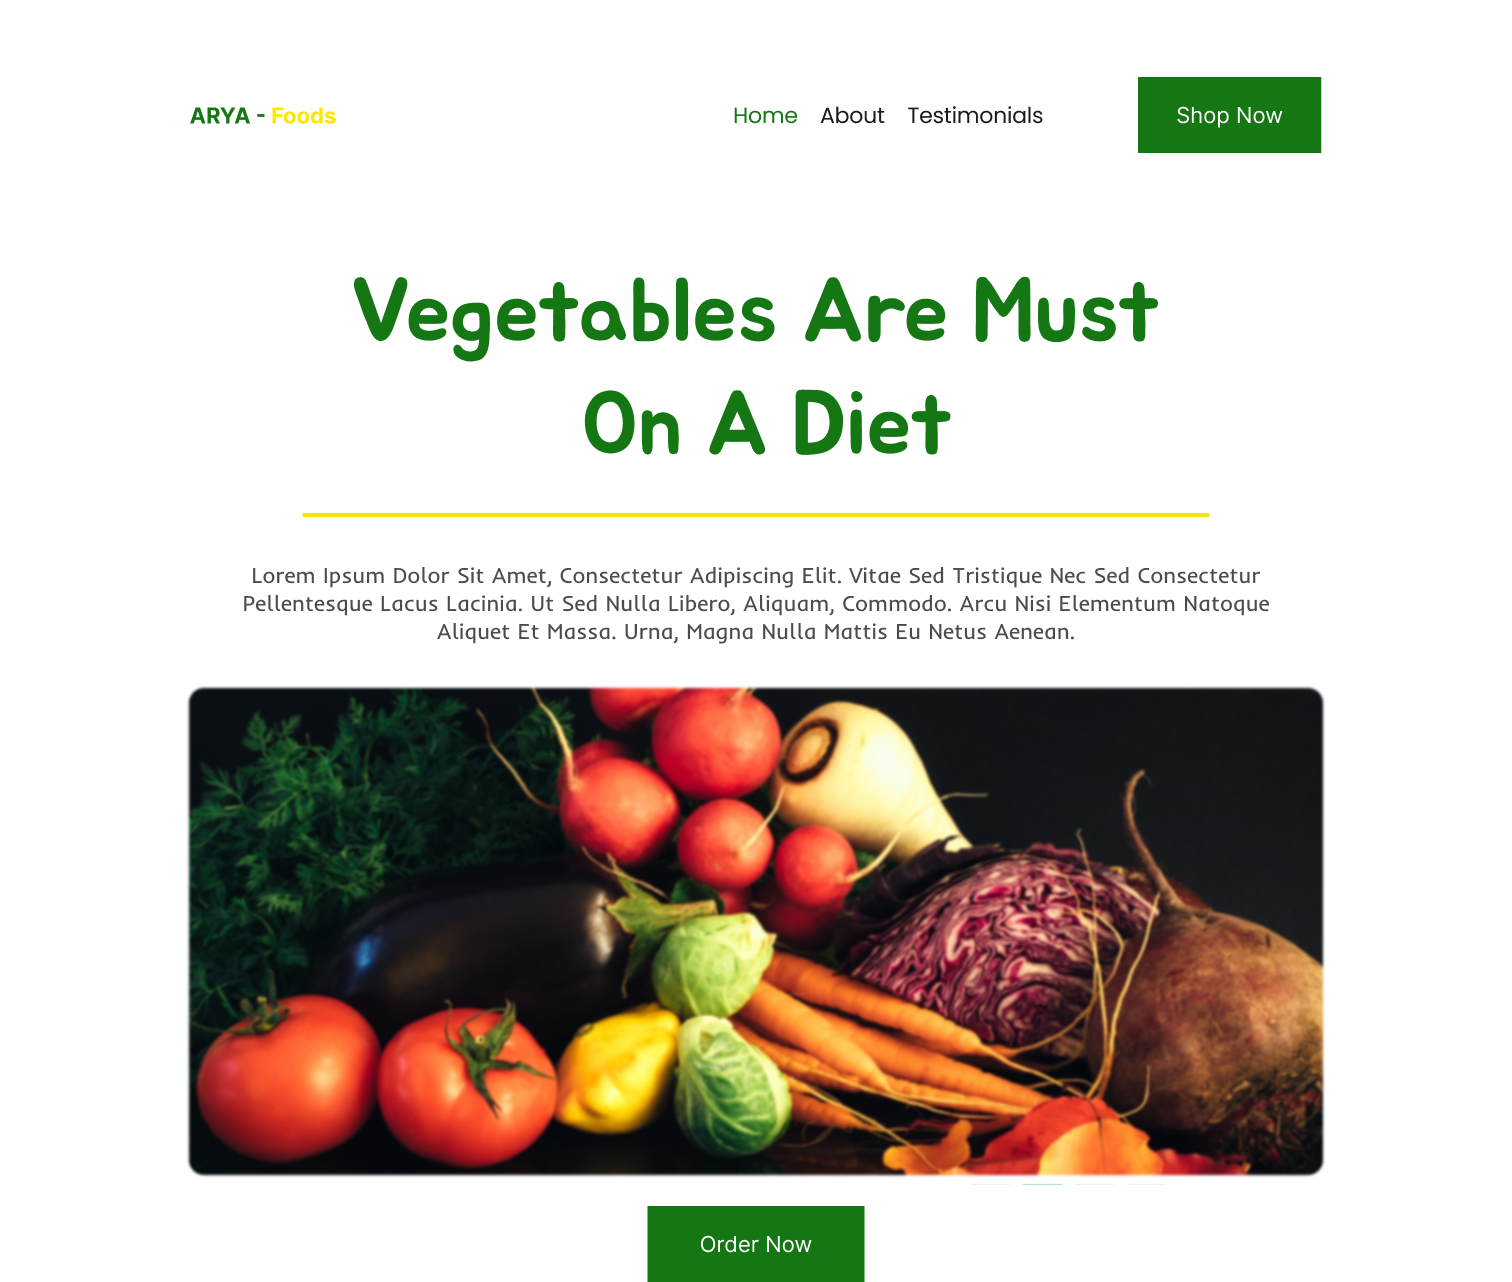 ARYA - Foods
Home About Testimonials Shop Now
Vegetables Are Must
On A Diet
Lorem Ipsum Dolor Sit Amet, Consectetur Adipiscing Elit. Vitae Sed Tristique Nec Sed Consectetur
Pellentesque Lacus Lacinia. Ut Sed Nulla Libero, Aliquam, Commodo. Arcu Nisi Elementum Natoque
Aliquet Et Massa. Urna, Magna Nulla Mattis Eu Netus Aenean.
Order Now